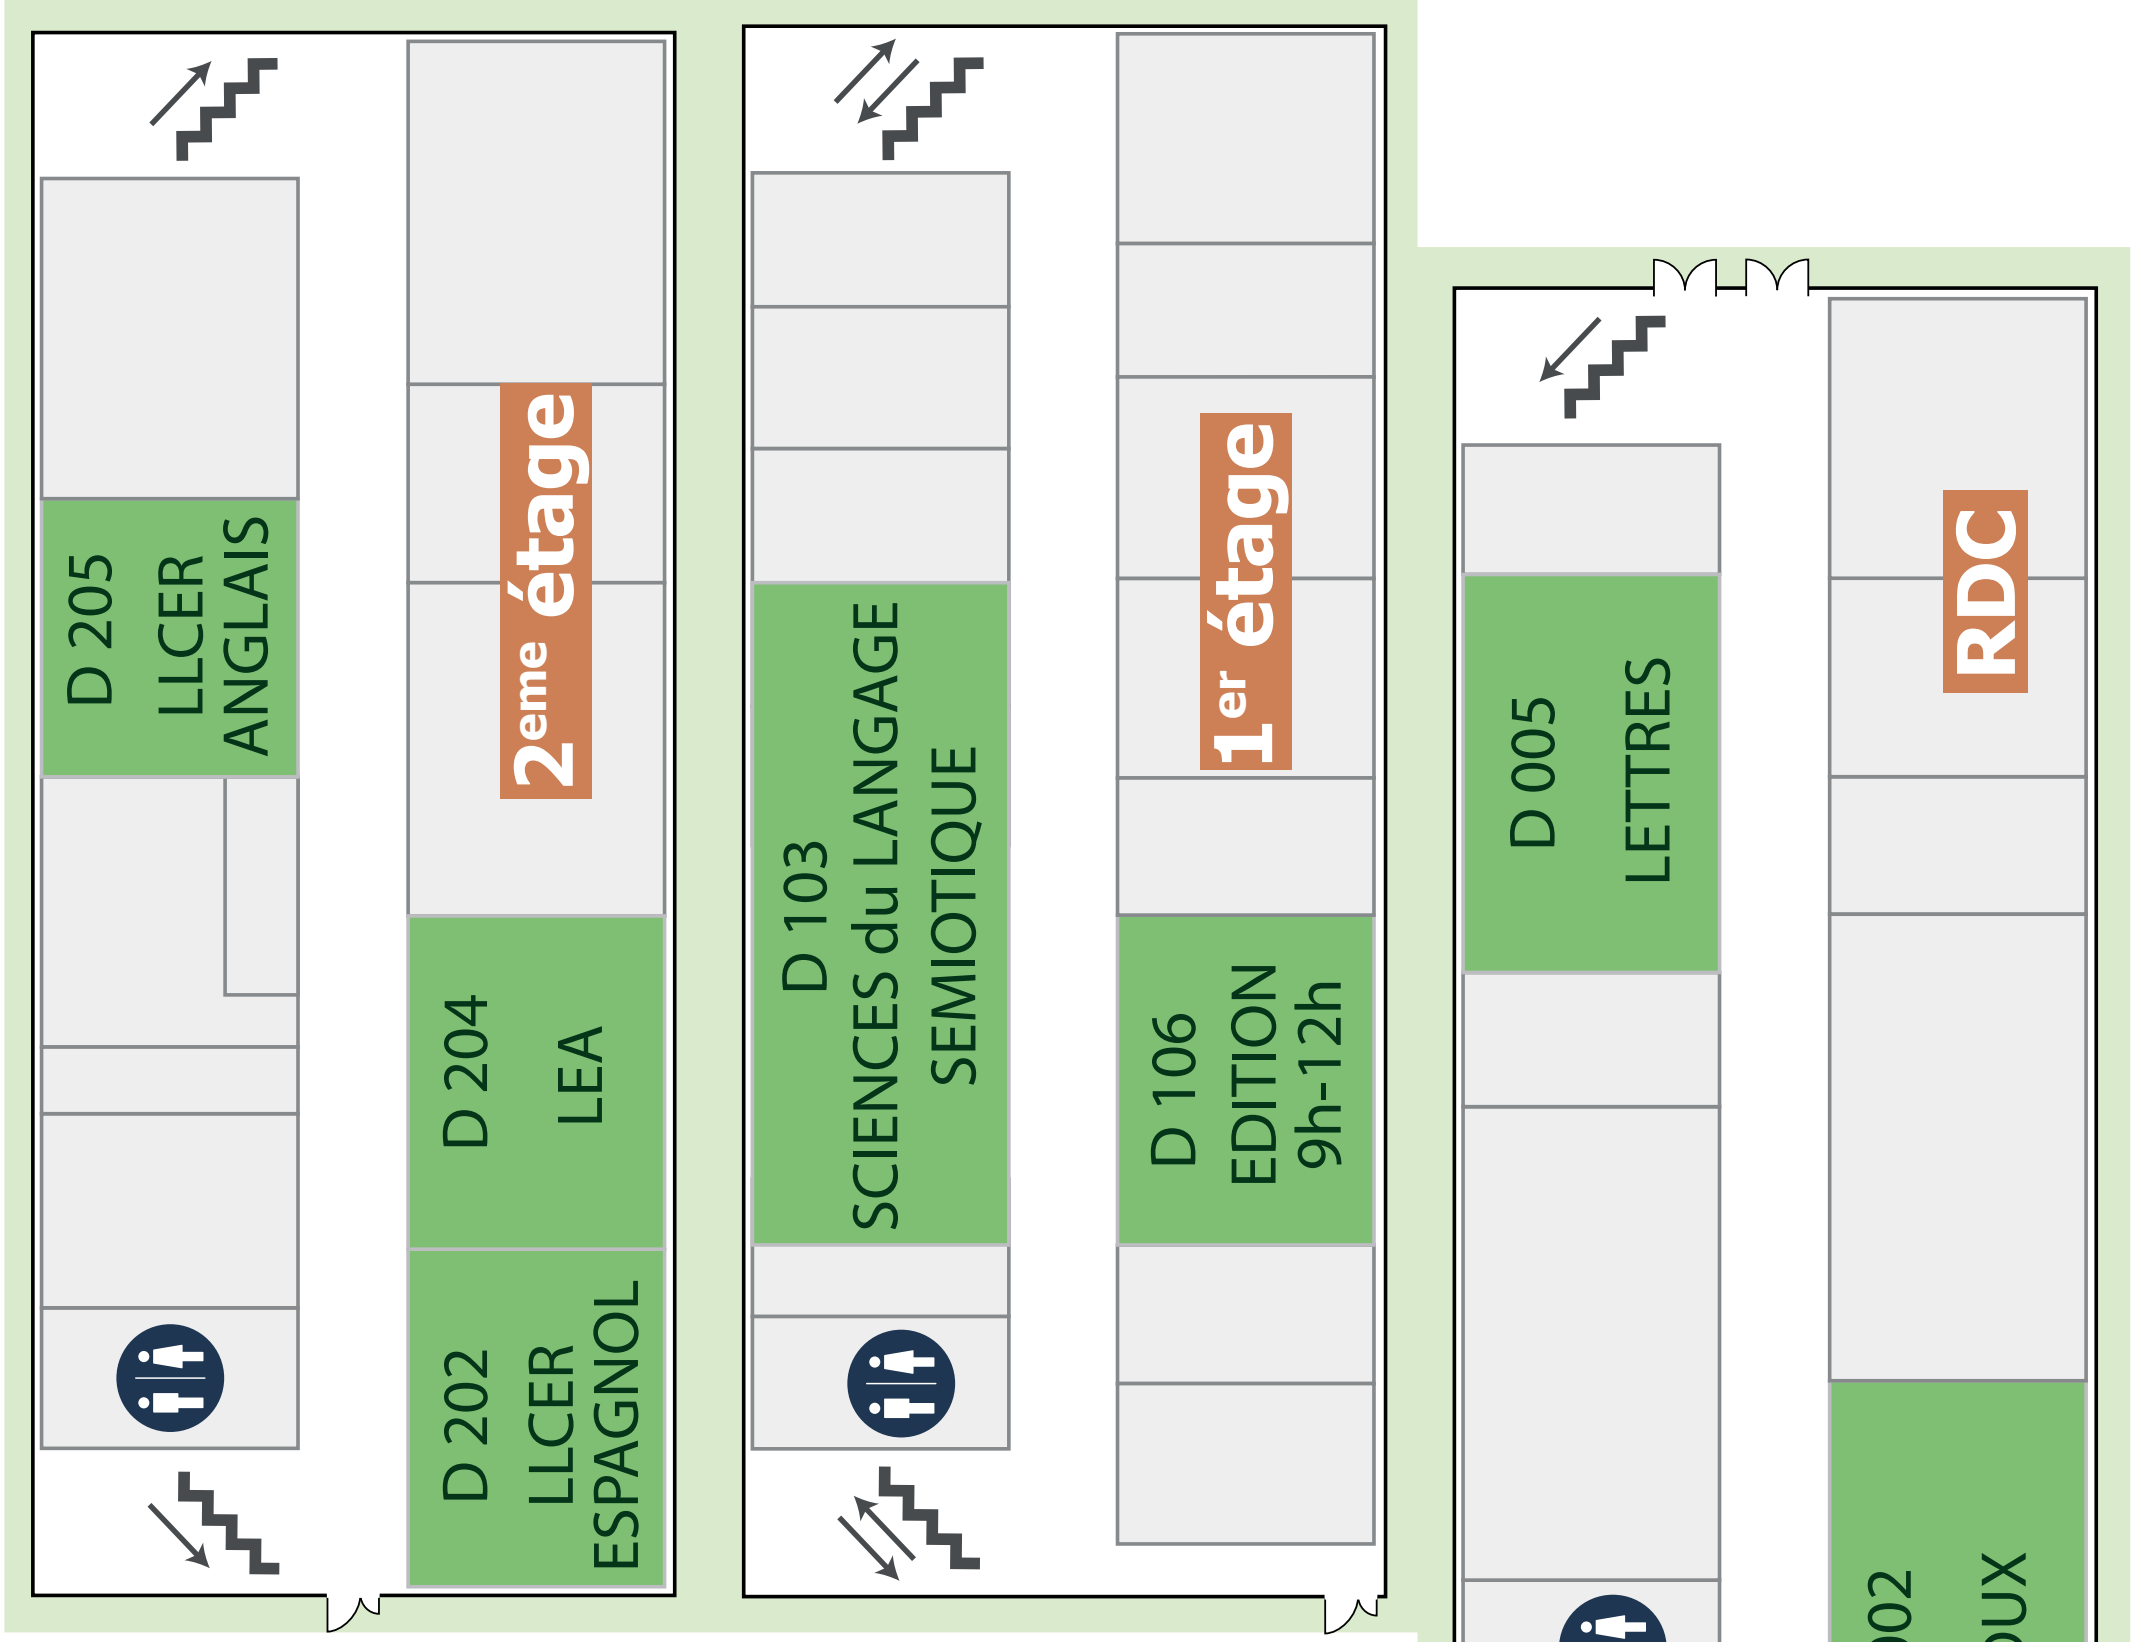 D 205
LLCER
ANGLAIS
2eme étage
D 204
LEA
D 202
LLCER
ESPAGNOL
D 103
SCIENCES du LANGAGE
SEMIOTIQUE
1er étage
D 106
EDITION
9h-12h
D 005
LETTRES
RDC